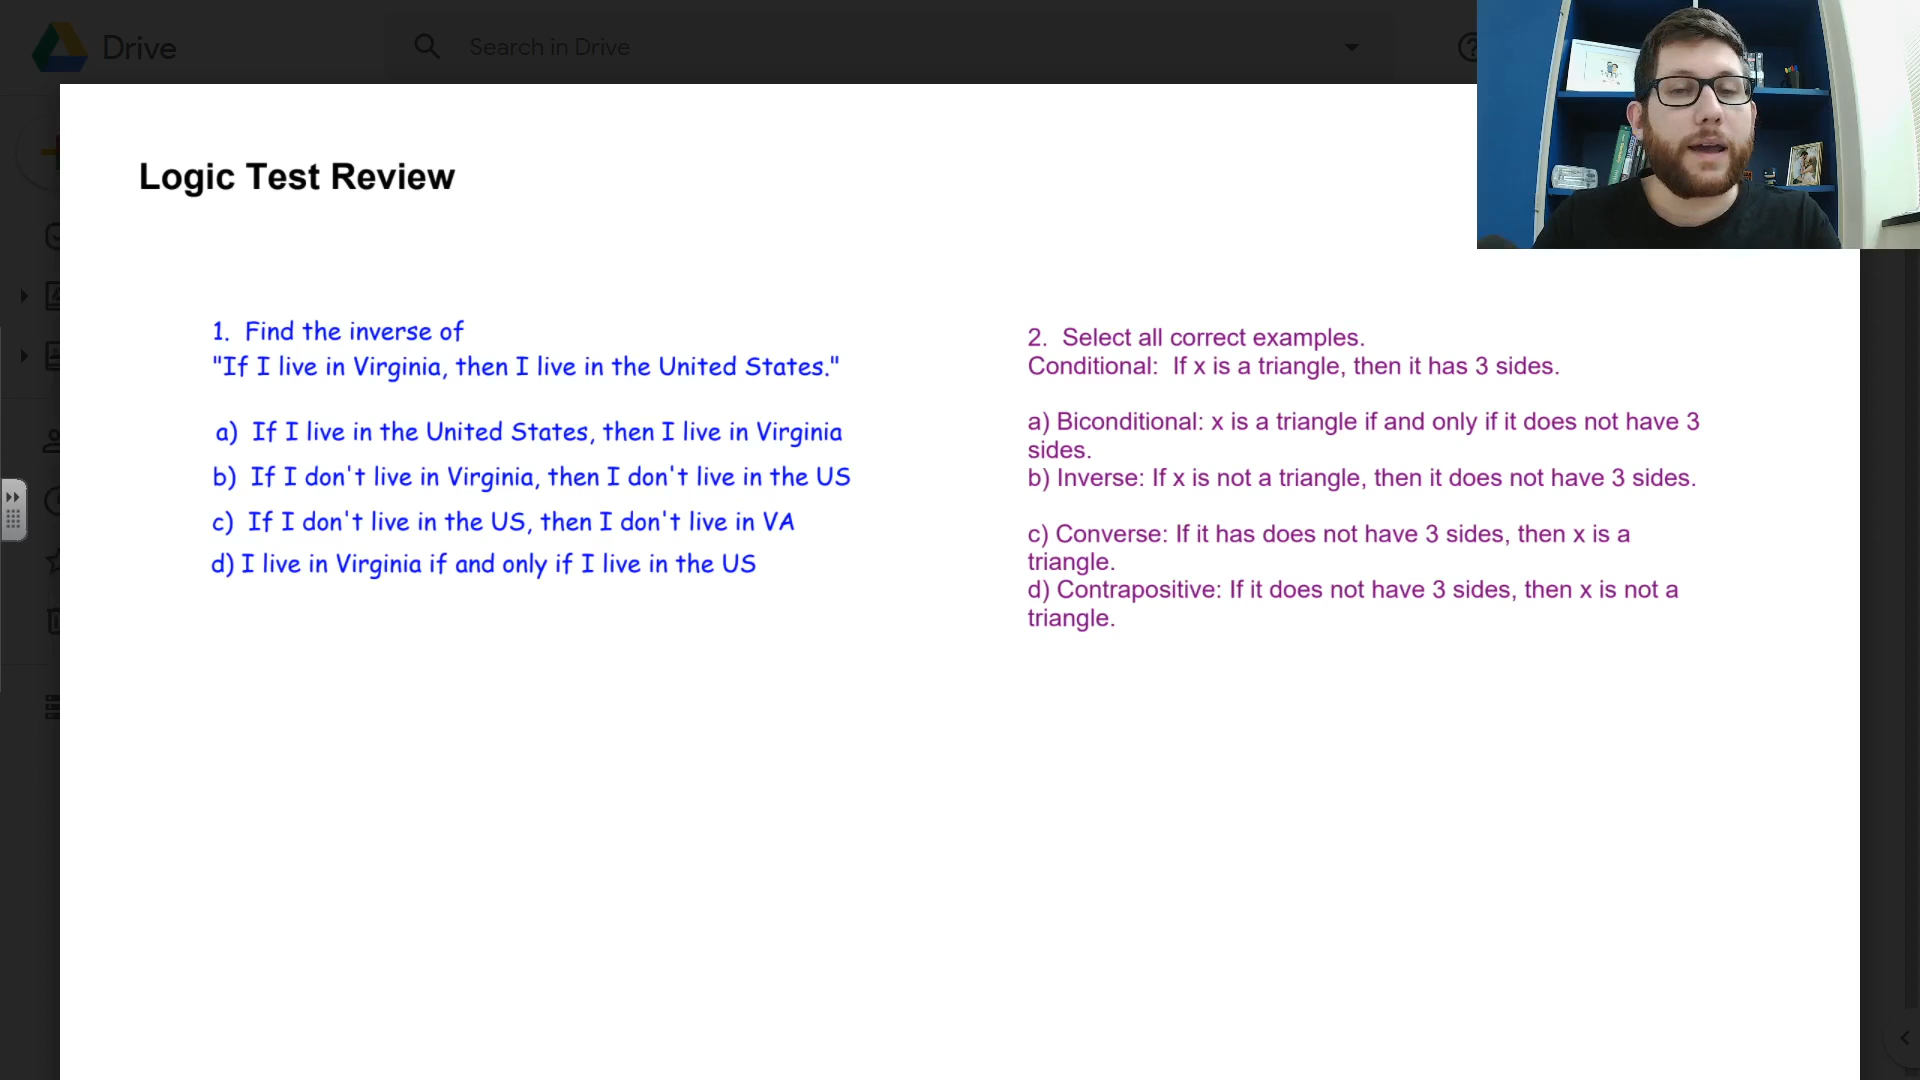 Drive
Search in Drive
Logic Test Review
1. Find the inverse of
"If I live in Virginia, then I live in the United States."
a) If I live in the United States, then I live in Virginia
b) If I don't live in Virginia, then I don't live in the US
c) If I don't live in the US, then I don't live in VA
d) I live in Virginia if and only if I live in the US
2. Select all correct examples.
Conditional: If x is a triangle, then it has 3 sides.
a) Biconditional: x is a triangle if and only if it does not have 3
sides.
b) Inverse: If x is not a triangle, then it does not have 3 sides.
c) Converse: If it has does not have 3 sides, then x is a
triangle.
d) Contrapositive: If it does not have 3 sides, then x is not a
triangle.